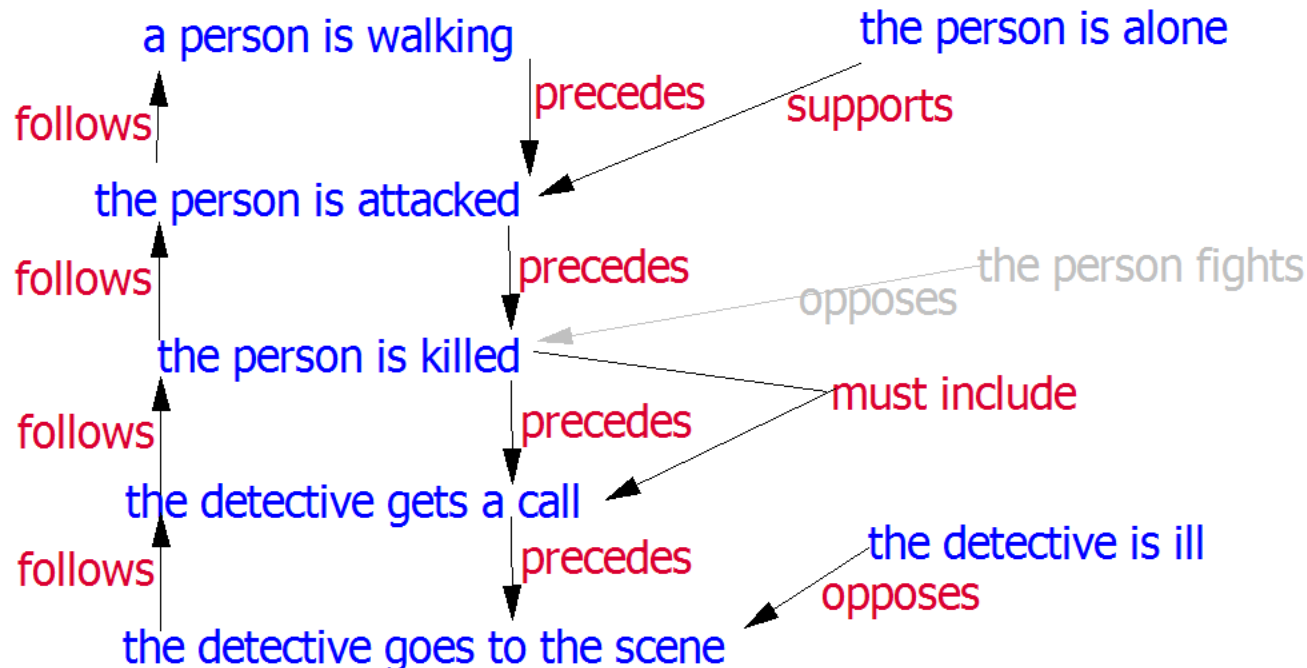 a person is walking
the person is alone
precedes
supports
follows
the person is attacked
precedes
the person fights
follows
opposes
the person is killed
must include
precedes
follows
the detective gets a call
the detective is ill
precedes
follows
opposes
the detective goes to the scene